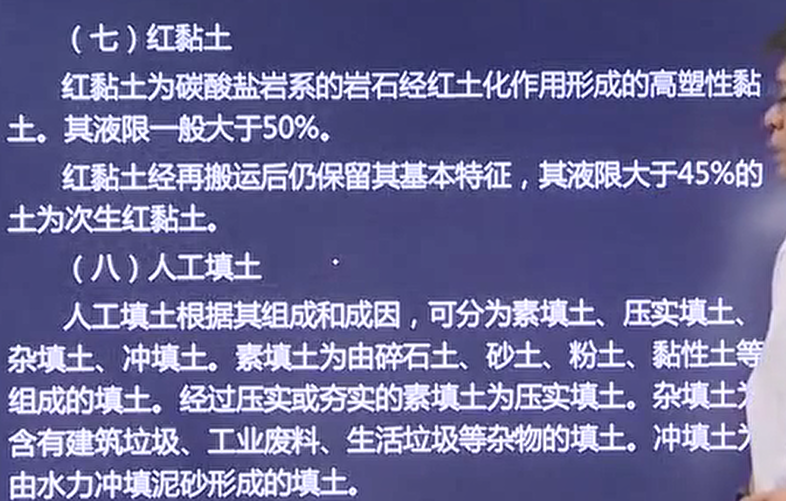 （七）红黏土
红黏土为碳酸盐岩系的岩石经红土化作用形成的高塑性黏
土。其液限一般大于50%。
红黏土经再搬运后仍保留其基本特征，其液限大于45%的
土为次生红黏土。
（八）人工填土
人工填土根据其组成和成因，可分为素填土、压实填土、
杂填土、冲填土。素填土为由碎石土、砂土、粉土、黏性土等
组成的填土。经过压实或夯实的素填土为压实填土。杂填土为
含有建筑垃圾、工业废料、生活垃圾等杂物的填土。冲填土为
由水力冲填泥砂形成的填土。